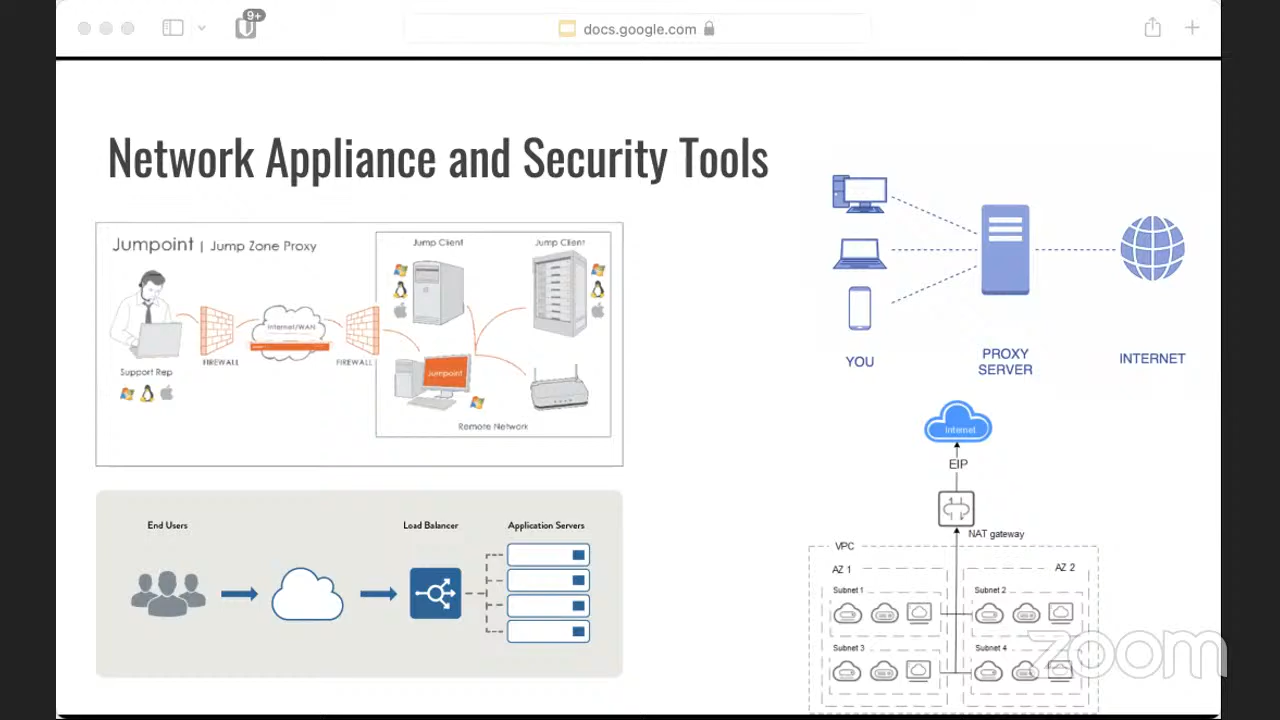 9+
docs.google.com
Network Appliance and Security Tools
Jumpoint | Jump Zone Proxy
Jump Client
Jump Client
Internet/WAN
FIREWALL
FIREWALL
Support Rep
Jumpoint
Remote Network
YOU
PROXY
SERVER
INTERNET
End Users
Load Balancer
Application Servers
Internet
EIP
NAT gateway
VPC
AZ 1
AZ 2
Subnet 1
Subnet 2
Subnet 3
Subnet 4
zoom